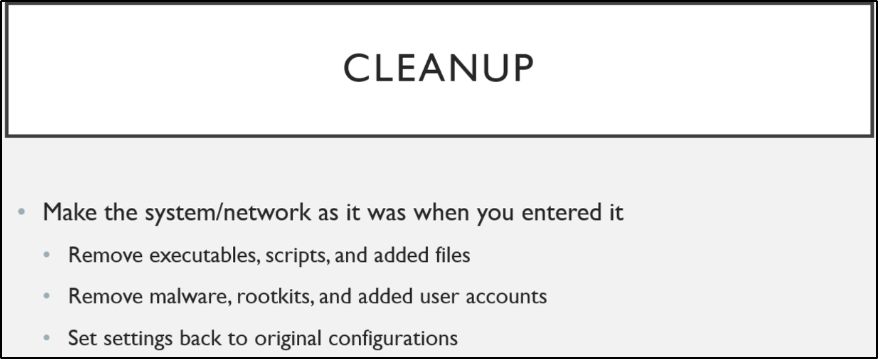 CLEANUP
• Make the system/network as it was when you entered it
• Remove executables, scripts, and added files
• Remove malware, rootkits, and added user accounts
• Set settings back to original configurations